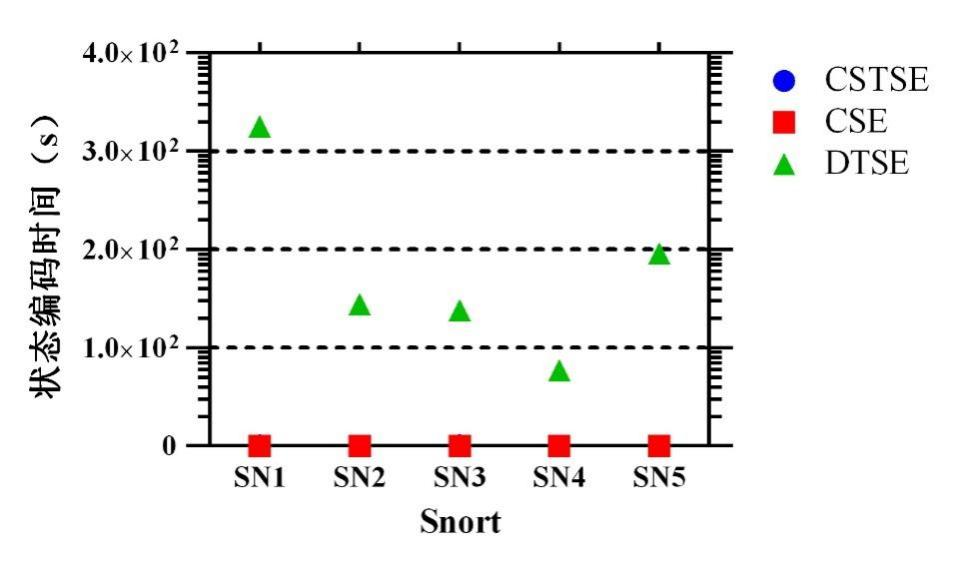 4.0×10²
3.0×10²
2.0×10²
1.0×10²
0
状态编码时间（s）
SN1 SN2 SN3 SN4 SN5
Snort
CSTSE
CSE
DTSE